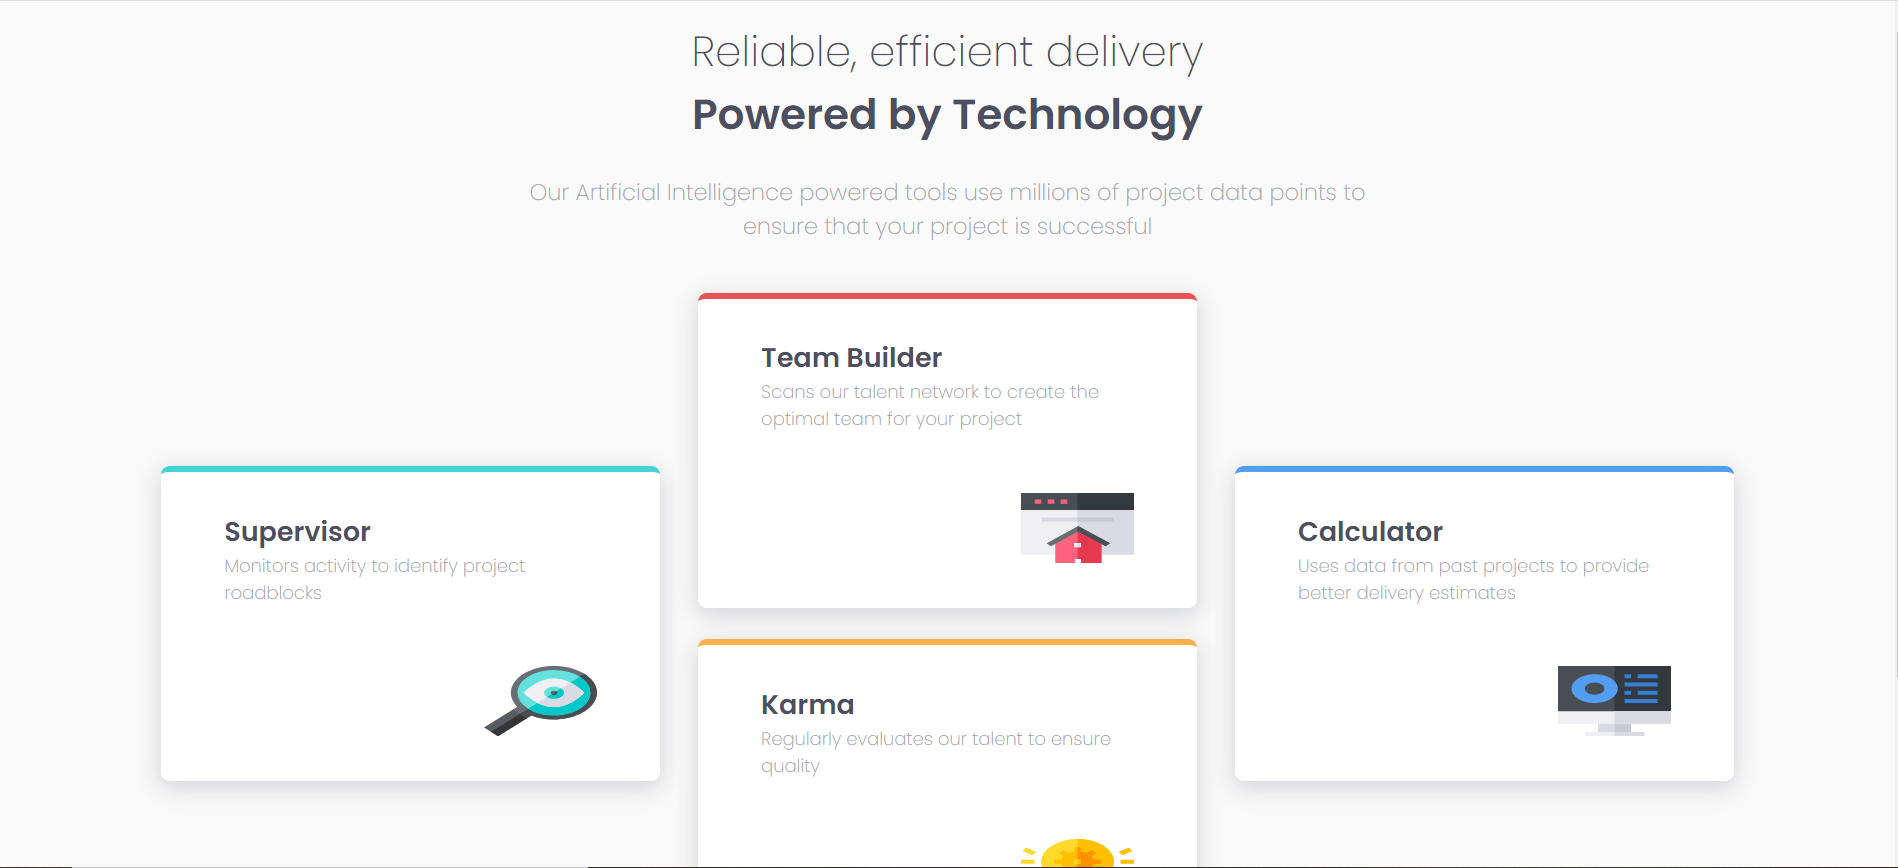 Reliable, efficient delivery
Powered by Technology
Our Artificial Intelligence powered tools use millions of project data points to
ensure that your project is successful
Team Builder
Scans our talent network to create the
optimal team for your project
Supervisor
Monitors activity to identify project
roadblocks
Calculator
Uses data from past projects to provide
better delivery estimates
Karma
Regularly evaluates our talent to ensure
quality